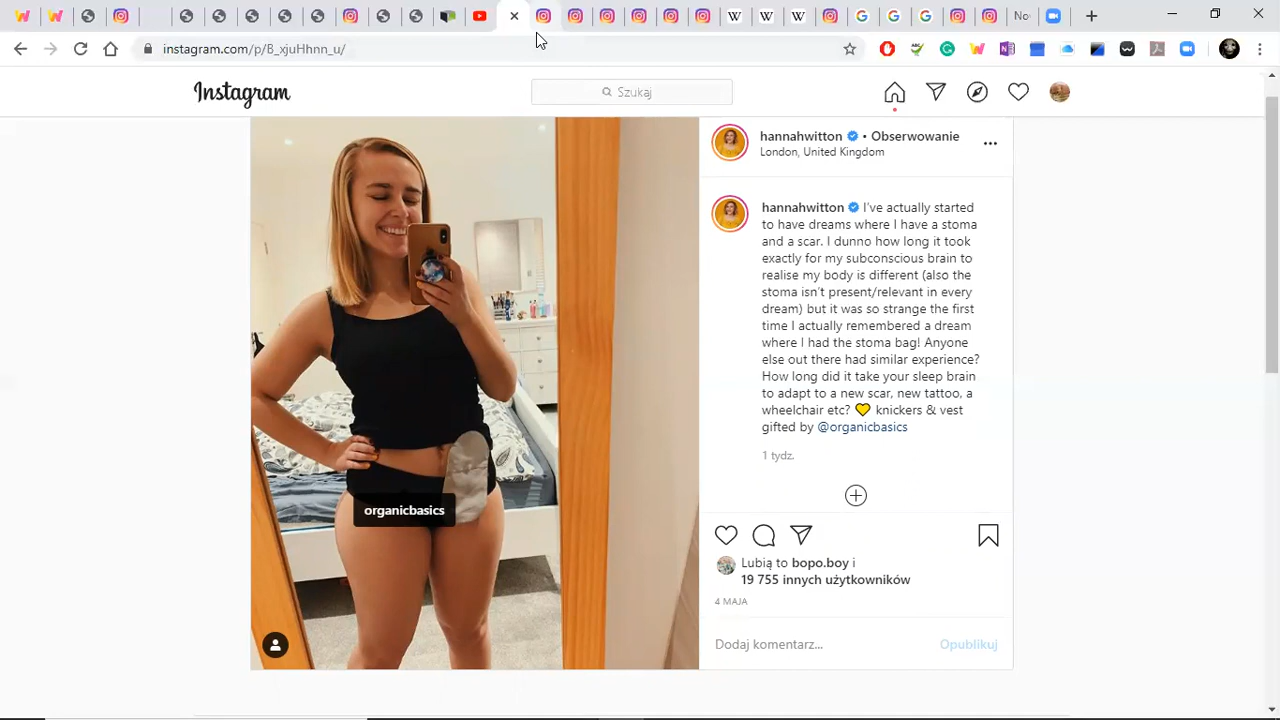 No
instagram.com/p/B_xjuHhnn_u/
Instagram
Szukaj
hannahwitton • Obserwowanie
London, United Kingdom
hannahwitton I've actually started
to have dreams where I have a stoma
and a scar. I dunno how long it took
exactly for my subconscious brain to
realise my body is different (also the
stoma isn't present/relevant in every
dream) but it was so strange the first
time I actually remembered a dream
where I had the stoma bag! Anyone
else out there had similar experience?
How long did it take your sleep brain
to adapt to a new scar, new tattoo, a
wheelchair etc? 💛 knickers & vest
gifted by @organicbasics
1 tydz.
organicbasics
Lubią to bopo.boy i
19 755 innych użytkowników
4 MAJA
Dodaj komentarz...
Opublikuj